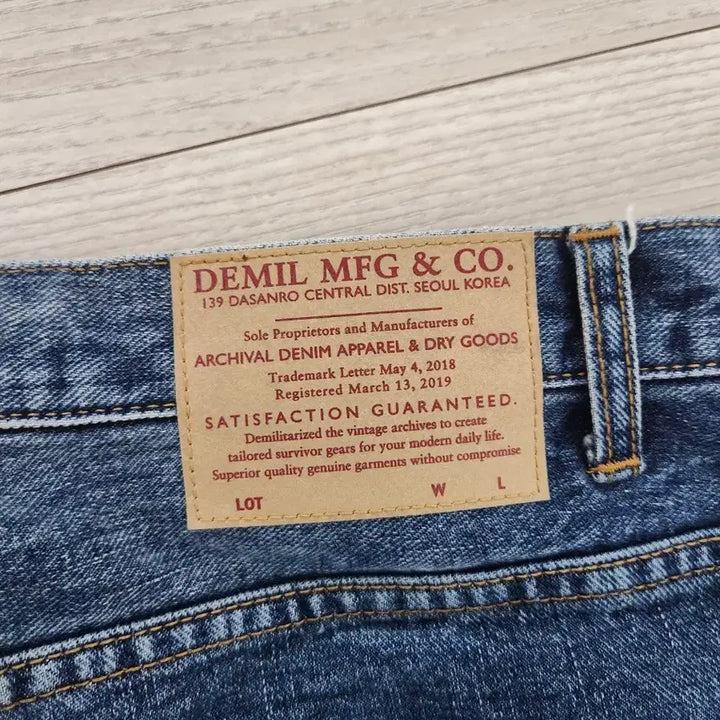 DEMIL MFG & CO.
139 DASANRO CENTRAL DIST. SEOUL KOREA
Sole Proprietors and Manufacturers of
ARCHIVAL DENIM APPAREL & DRY GOODS
Trademark Letter May 4, 2018
Registered March 13, 2019
SATISFACTION GUARANTEED.
Demilitarized the vintage archives to create
tailored survivor gears for your modern daily life.
Superior quality genuine garments without compromise
LOT W L